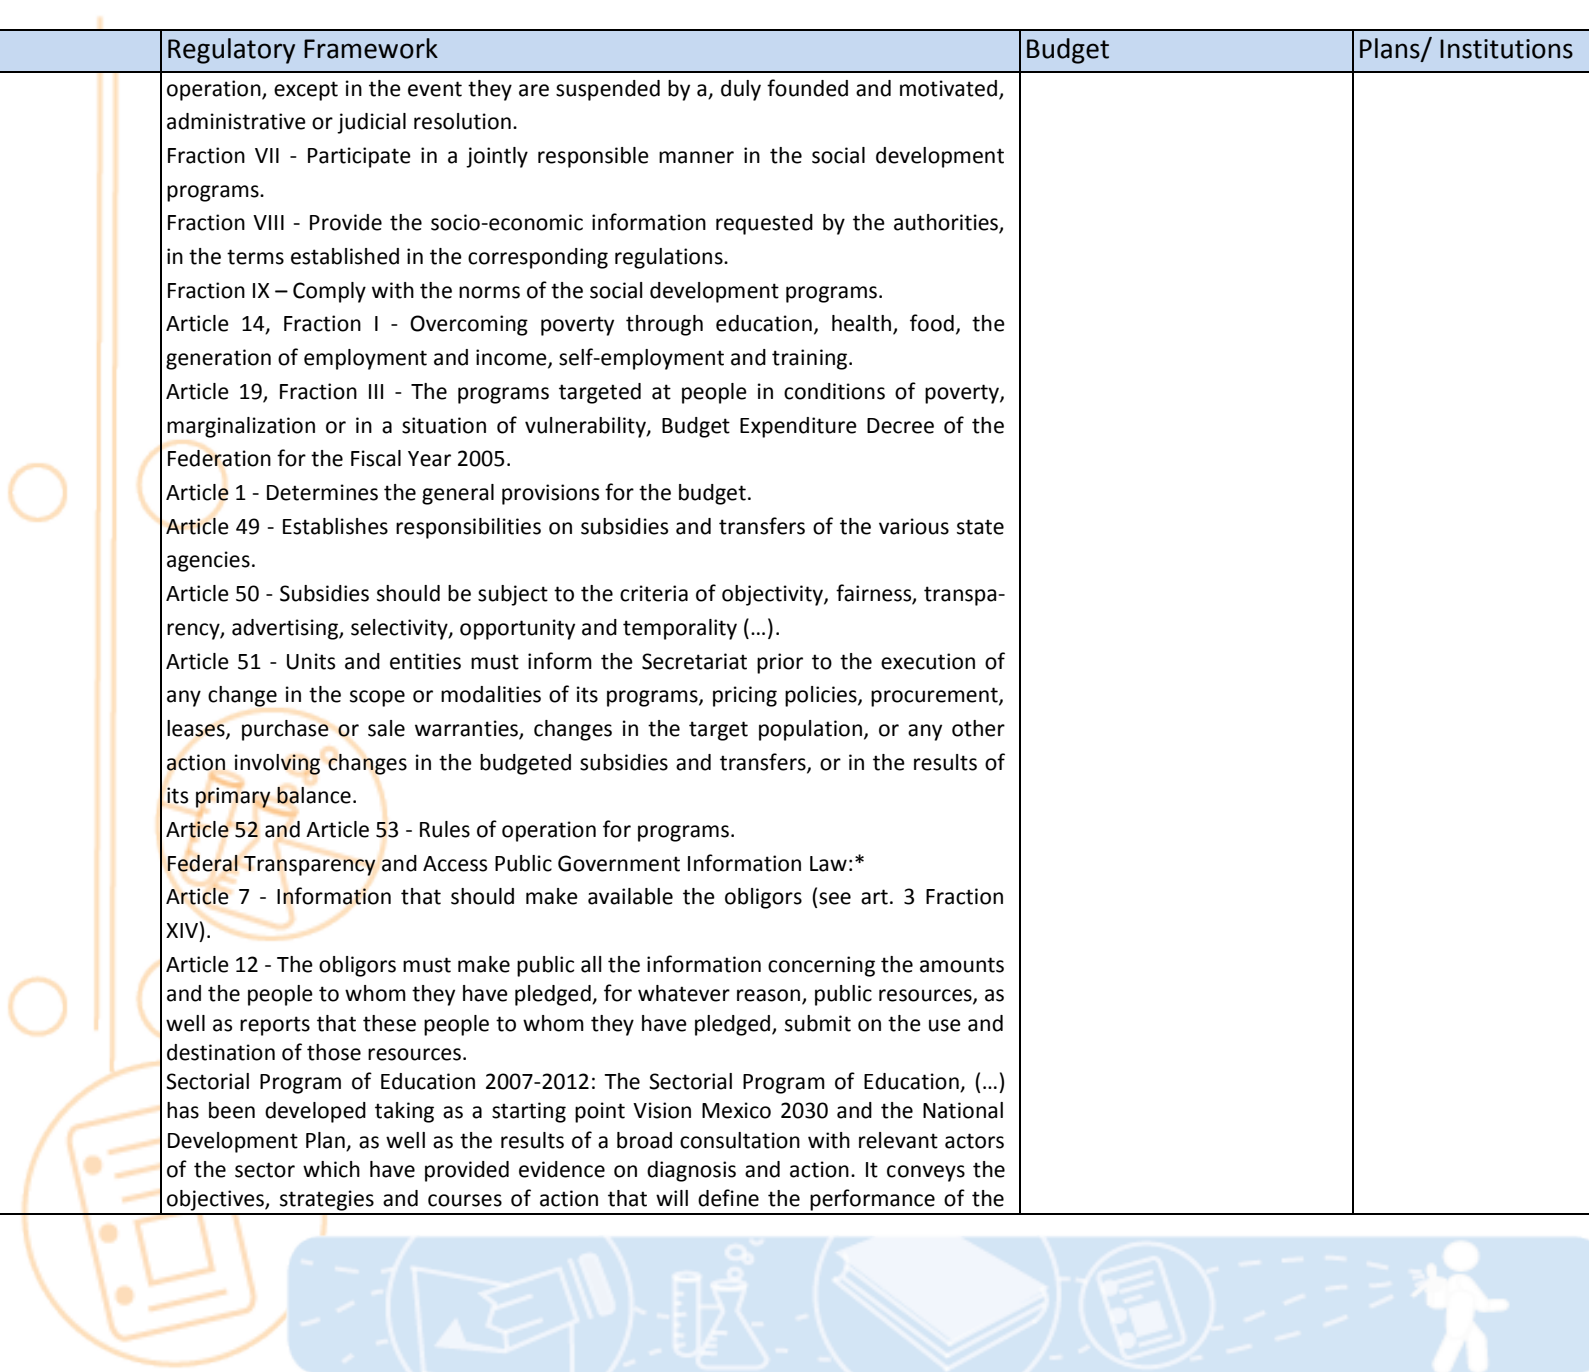 Regulatory Framework
Budget
Plans/ Institutions
operation, except in the event they are suspended by a, duly founded and motivated,
administrative or judicial resolution.
Fraction VII - Participate in a jointly responsible manner in the social development
programs.
Fraction VIII - Provide the socio-economic information requested by the authorities,
in the terms established in the corresponding regulations.
Fraction IX – Comply with the norms of the social development programs.
Article 14, Fraction I - Overcoming poverty through education, health, food, the
generation of employment and income, self-employment and training.
Article 19, Fraction III - The programs targeted at people in conditions of poverty,
marginalization or in a situation of vulnerability, Budget Expenditure Decree of the
Federation for the Fiscal Year 2005.
Article 1 - Determines the general provisions for the budget.
Article 49 - Establishes responsibilities on subsidies and transfers of the various state
agencies.
Article 50 - Subsidies should be subject to the criteria of objectivity, fairness, transpa-
rency, advertising, selectivity, opportunity and temporality (…).
Article 51 - Units and entities must inform the Secretariat prior to the execution of
any change in the scope or modalities of its programs, pricing policies, procurement,
leases, purchase or sale warranties, changes in the target population, or any other
action involving changes in the budgeted subsidies and transfers, or in the results of
its primary balance.
Article 52 and Article 53 - Rules of operation for programs.
Federal Transparency and Access Public Government Information Law:*
Article 7 - Information that should make available the obligors (see art. 3 Fraction
XIV).
Article 12 - The obligors must make public all the information concerning the amounts
and the people to whom they have pledged, for whatever reason, public resources, as
well as reports that these people to whom they have pledged, submit on the use and
destination of those resources.
Sectorial Program of Education 2007-2012: The Sectorial Program of Education, (…)
has been developed taking as a starting point Vision Mexico 2030 and the National
Development Plan, as well as the results of a broad consultation with relevant actors
of the sector which have provided evidence on diagnosis and action. It conveys the
objectives, strategies and courses of action that will define the performance of the